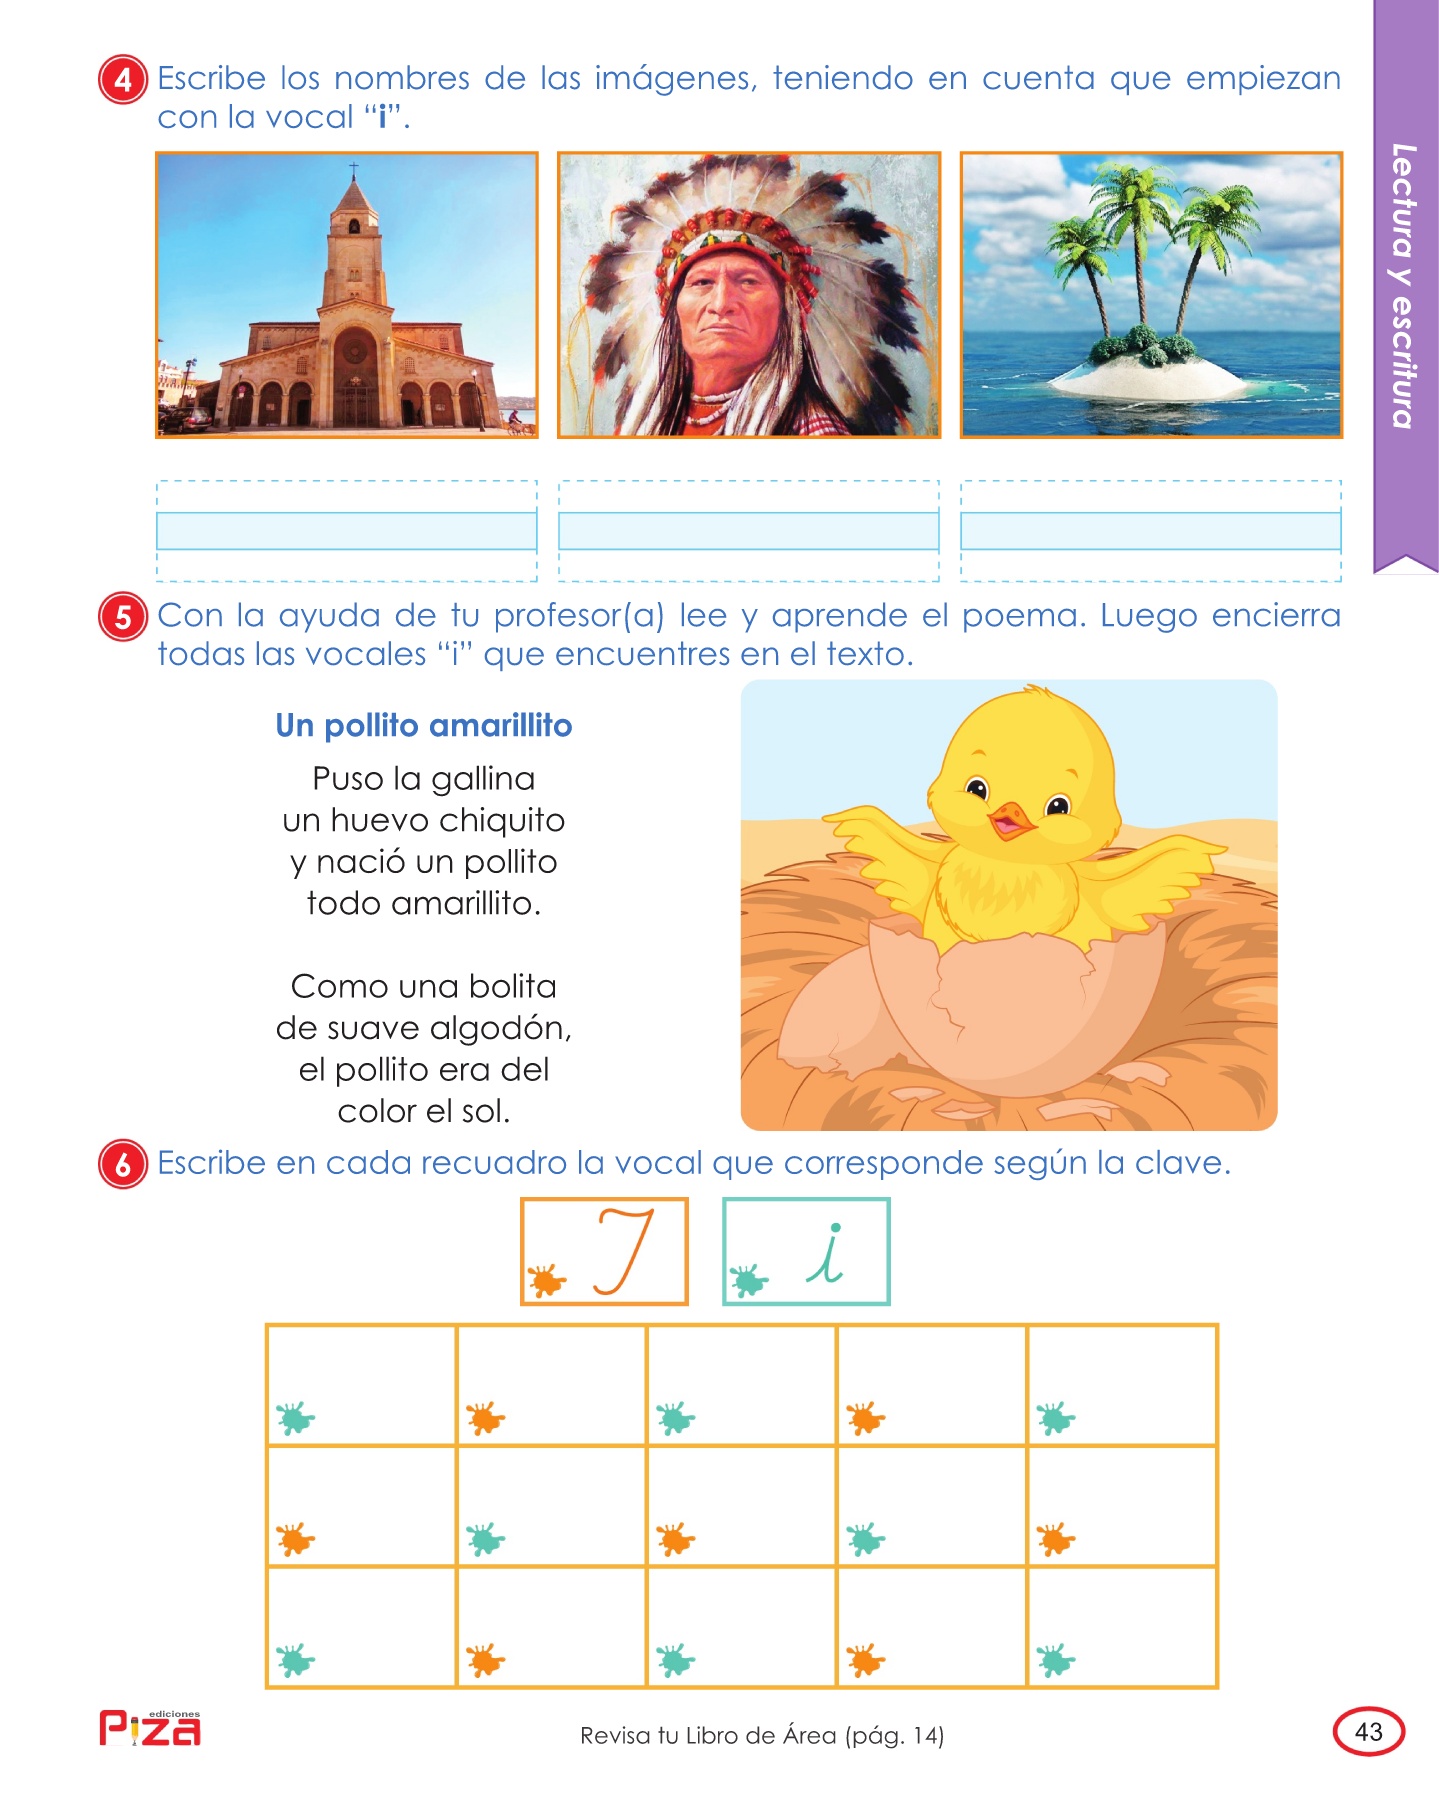 4 Escribe los nombres de las imágenes, teniendo en cuenta que empiezan
con la vocal “i”.
Lectura y escritura
5 Con la ayuda de tu profesor(a) lee y aprende el poema. Luego encierra
todas las vocales “i” que encuentres en el texto.
Un pollito amarillito
Puso la gallina
un huevo chiquito
y nació un pollito
todo amarillito.
Como una bolita
de suave algodón,
el pollito era del
color el sol.
6 Escribe en cada recuadro la vocal que corresponde según la clave.
I i
ediciones
Piza
Revisa tu Libro de Área (pág. 14)
43